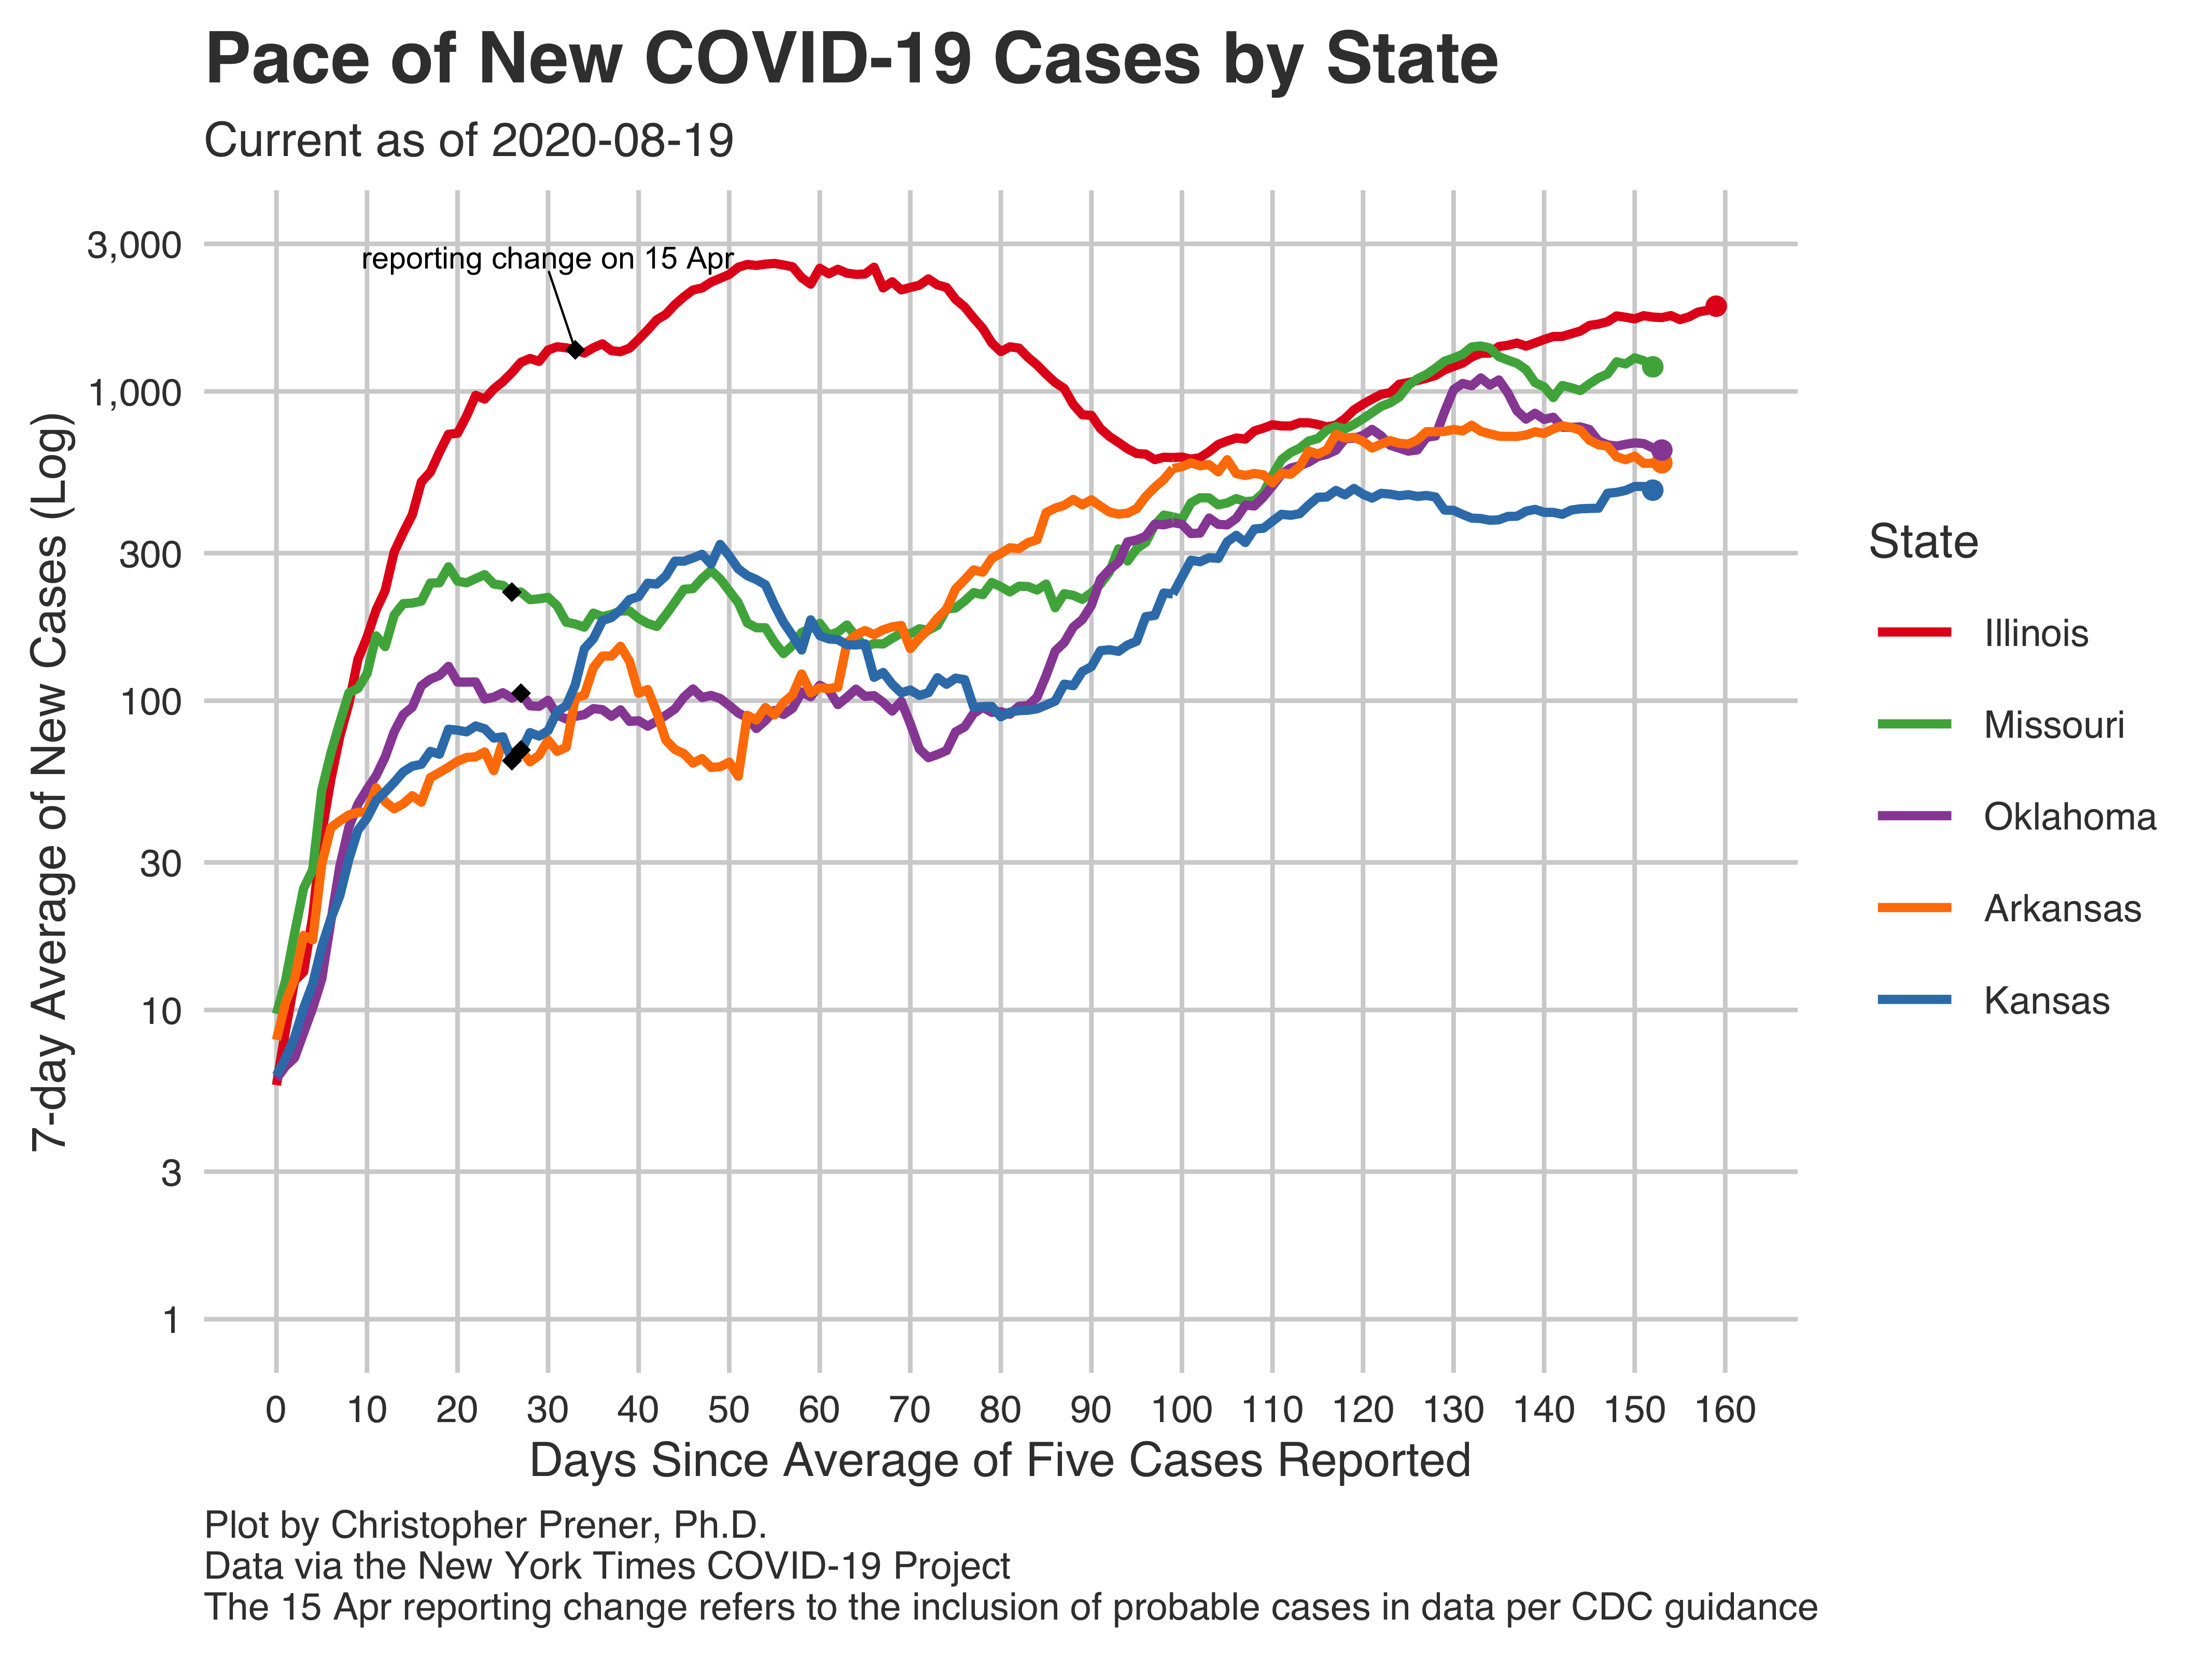 Pace of New COVID-19 Cases by State
Current as of 2020-08-19
3,000
1,000
300
100
30
10
3
1
7-day Average of New Cases (Log)
reporting change on 15 Apr
0 10 20 30 40 50 60 70 80 90 100 110 120 130 140 150 160
Days Since Average of Five Cases Reported
State
Illinois
Missouri
Oklahoma
Arkansas
Kansas
Plot by Christopher Prener, Ph.D.
Data via the New York Times COVID-19 Project
The 15 Apr reporting change refers to the inclusion of probable cases in data per CDC guidance